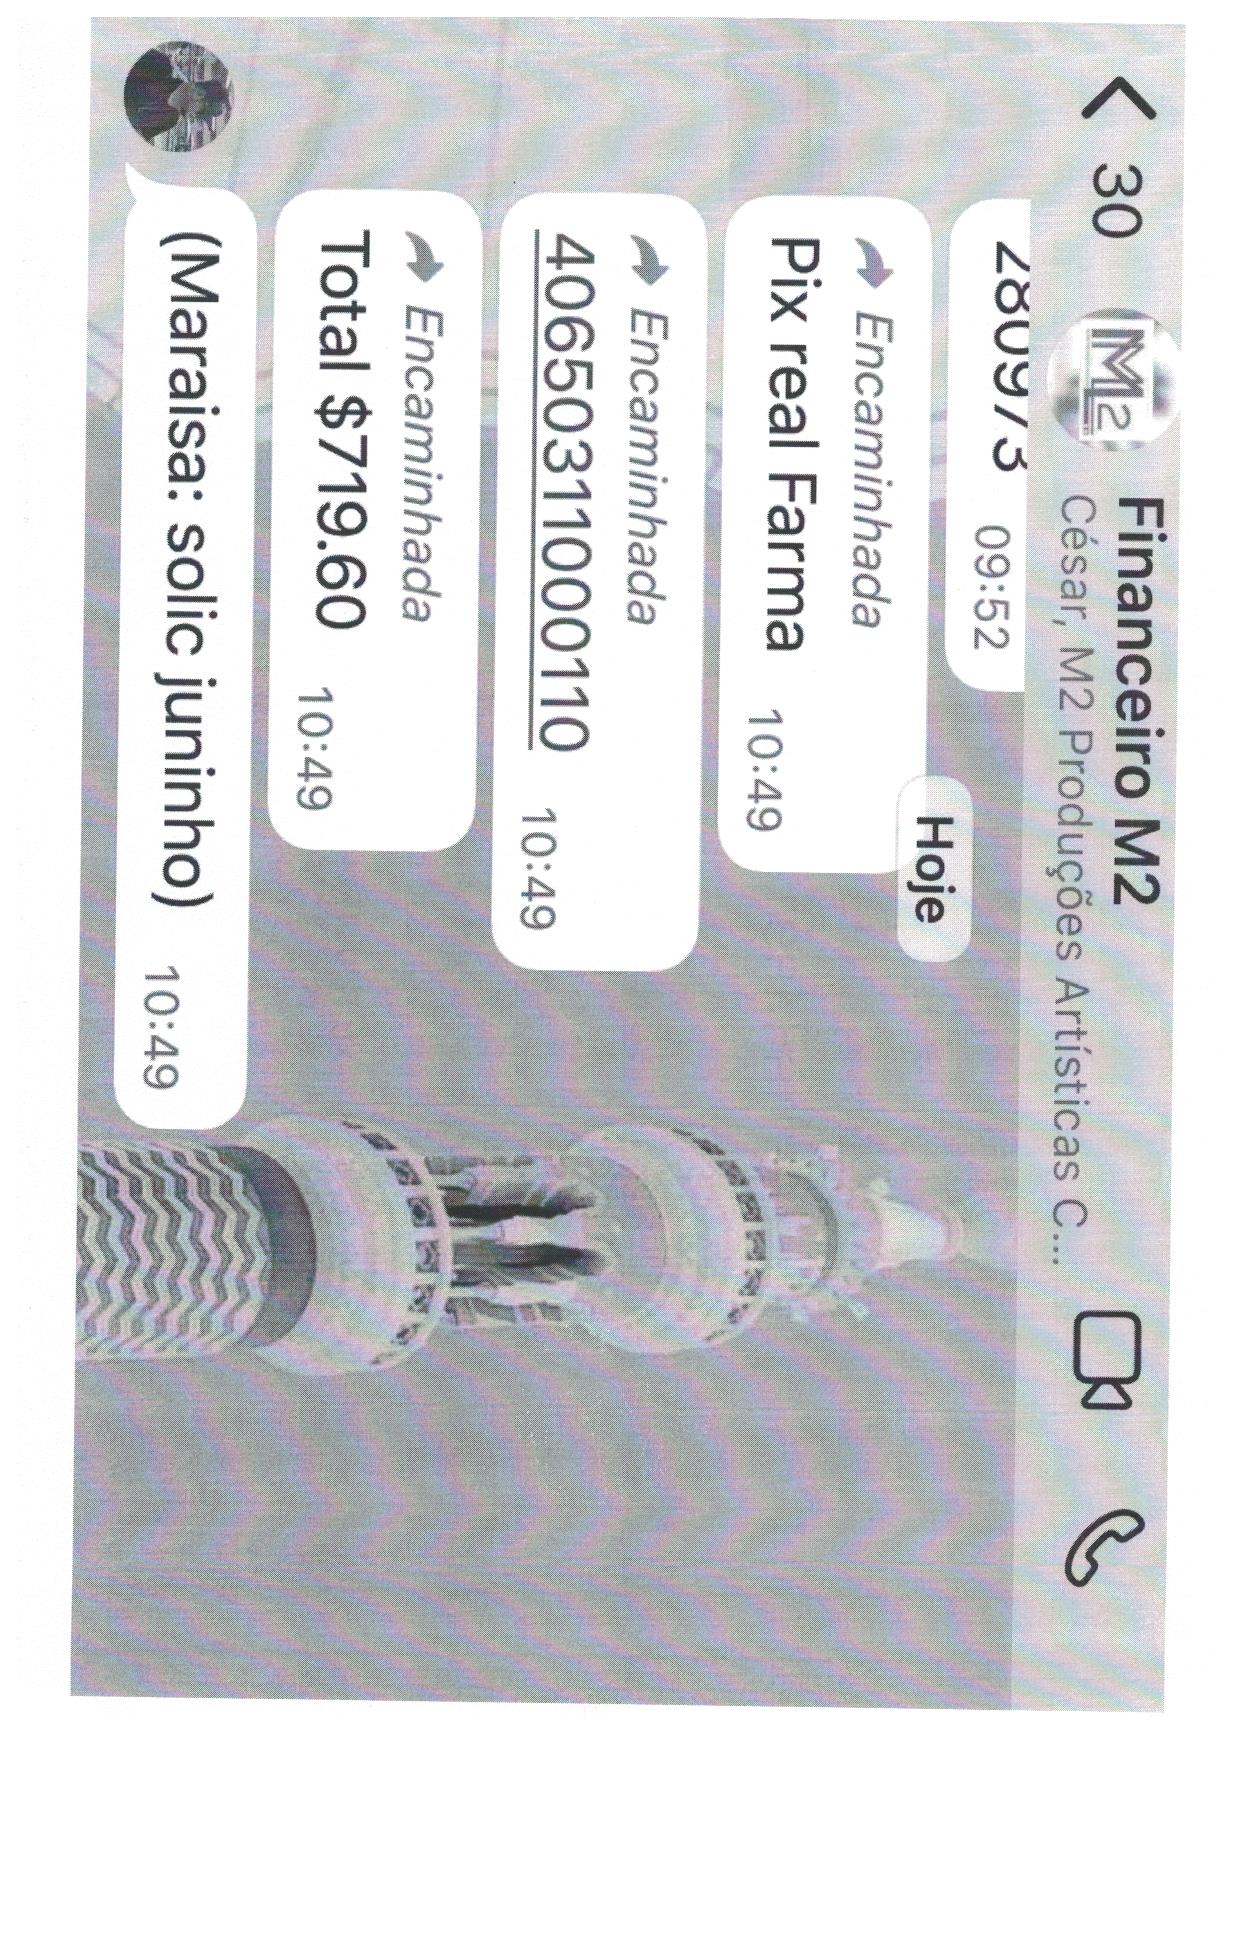 30
M2
Financeiro M2
César, M2 Produções Artísticas C...
09:52
Hoje
Encaminhada
Pix real Farma 10:49
Encaminhada
40650311000110 10:49
Encaminhada
Total $719.60 10:49
(Maraisa: solic juninho) 10:49